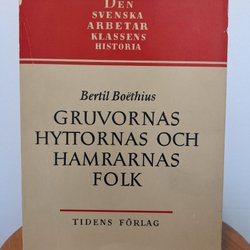 DEN
SVENSKA
ARBETAR
KLASSENS
HISTORIA
Bertil Boëthius
GRUVORNAS
HYTTORNAS OCH
HAMRARNAS
FOLK
TIDENS FÖRLAG